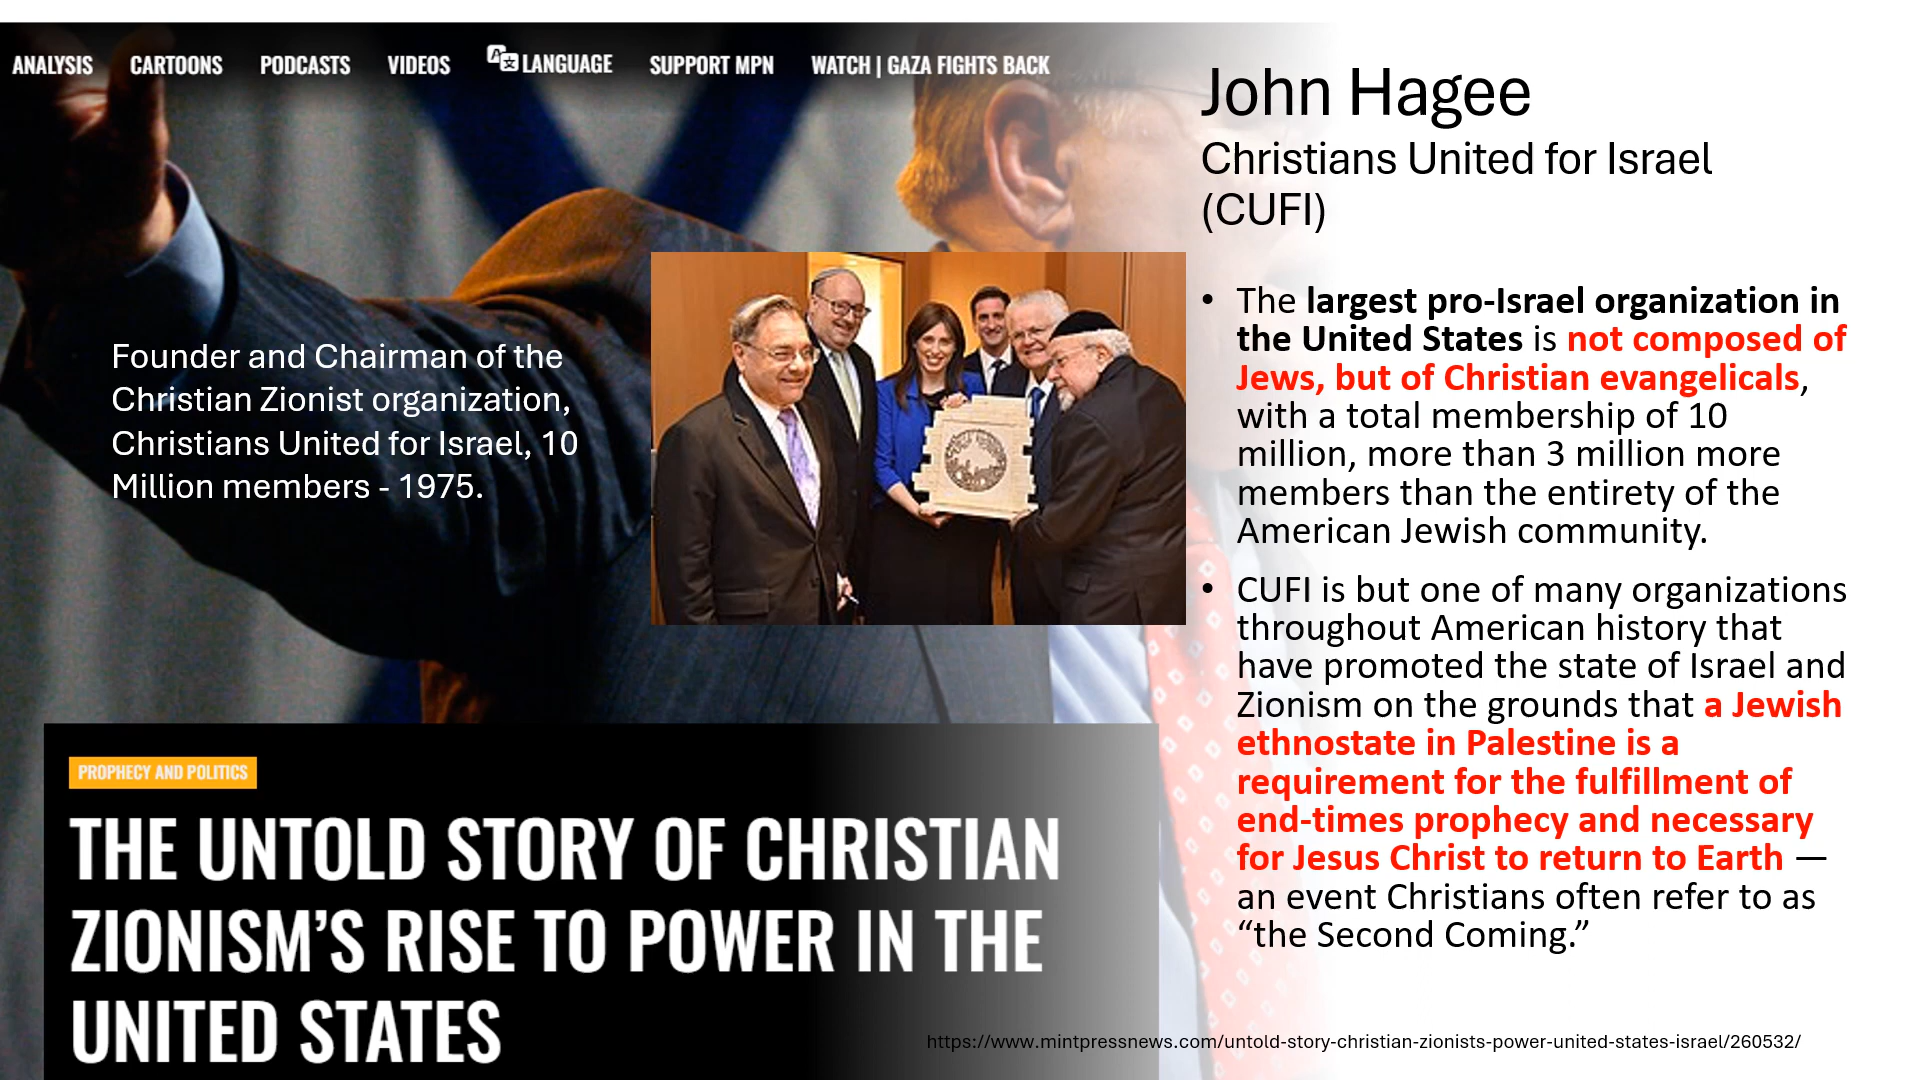 ANALYSIS CARTOONS PODCASTS VIDEOS LANGUAGE SUPPORT MPN WATCH | GAZA FIGHTS BACK
John Hagee
Christians United for Israel
(CUFI)
Founder and Chairman of the
Christian Zionist organization,
Christians United for Israel, 10
Million members - 1975.
• The largest pro-Israel organization in
the United States is not composed of
Jews, but of Christian evangelicals,
with a total membership of 10
million, more than 3 million more
members than the entirety of the
American Jewish community.
• CUFI is but one of many organizations
throughout American history that
have promoted the state of Israel and
Zionism on the grounds that a Jewish
ethnostate in Palestine is a
requirement for the fulfillment of
end-times prophecy and necessary
for Jesus Christ to return to Earth —
an event Christians often refer to as
“the Second Coming.”
PROPHECY AND POLITICS
THE UNTOLD STORY OF CHRISTIAN
ZIONISM’S RISE TO POWER IN THE
UNITED STATES
https://www.mintpressnews.com/untold-story-christian-zionists-power-united-states-israel/260532/